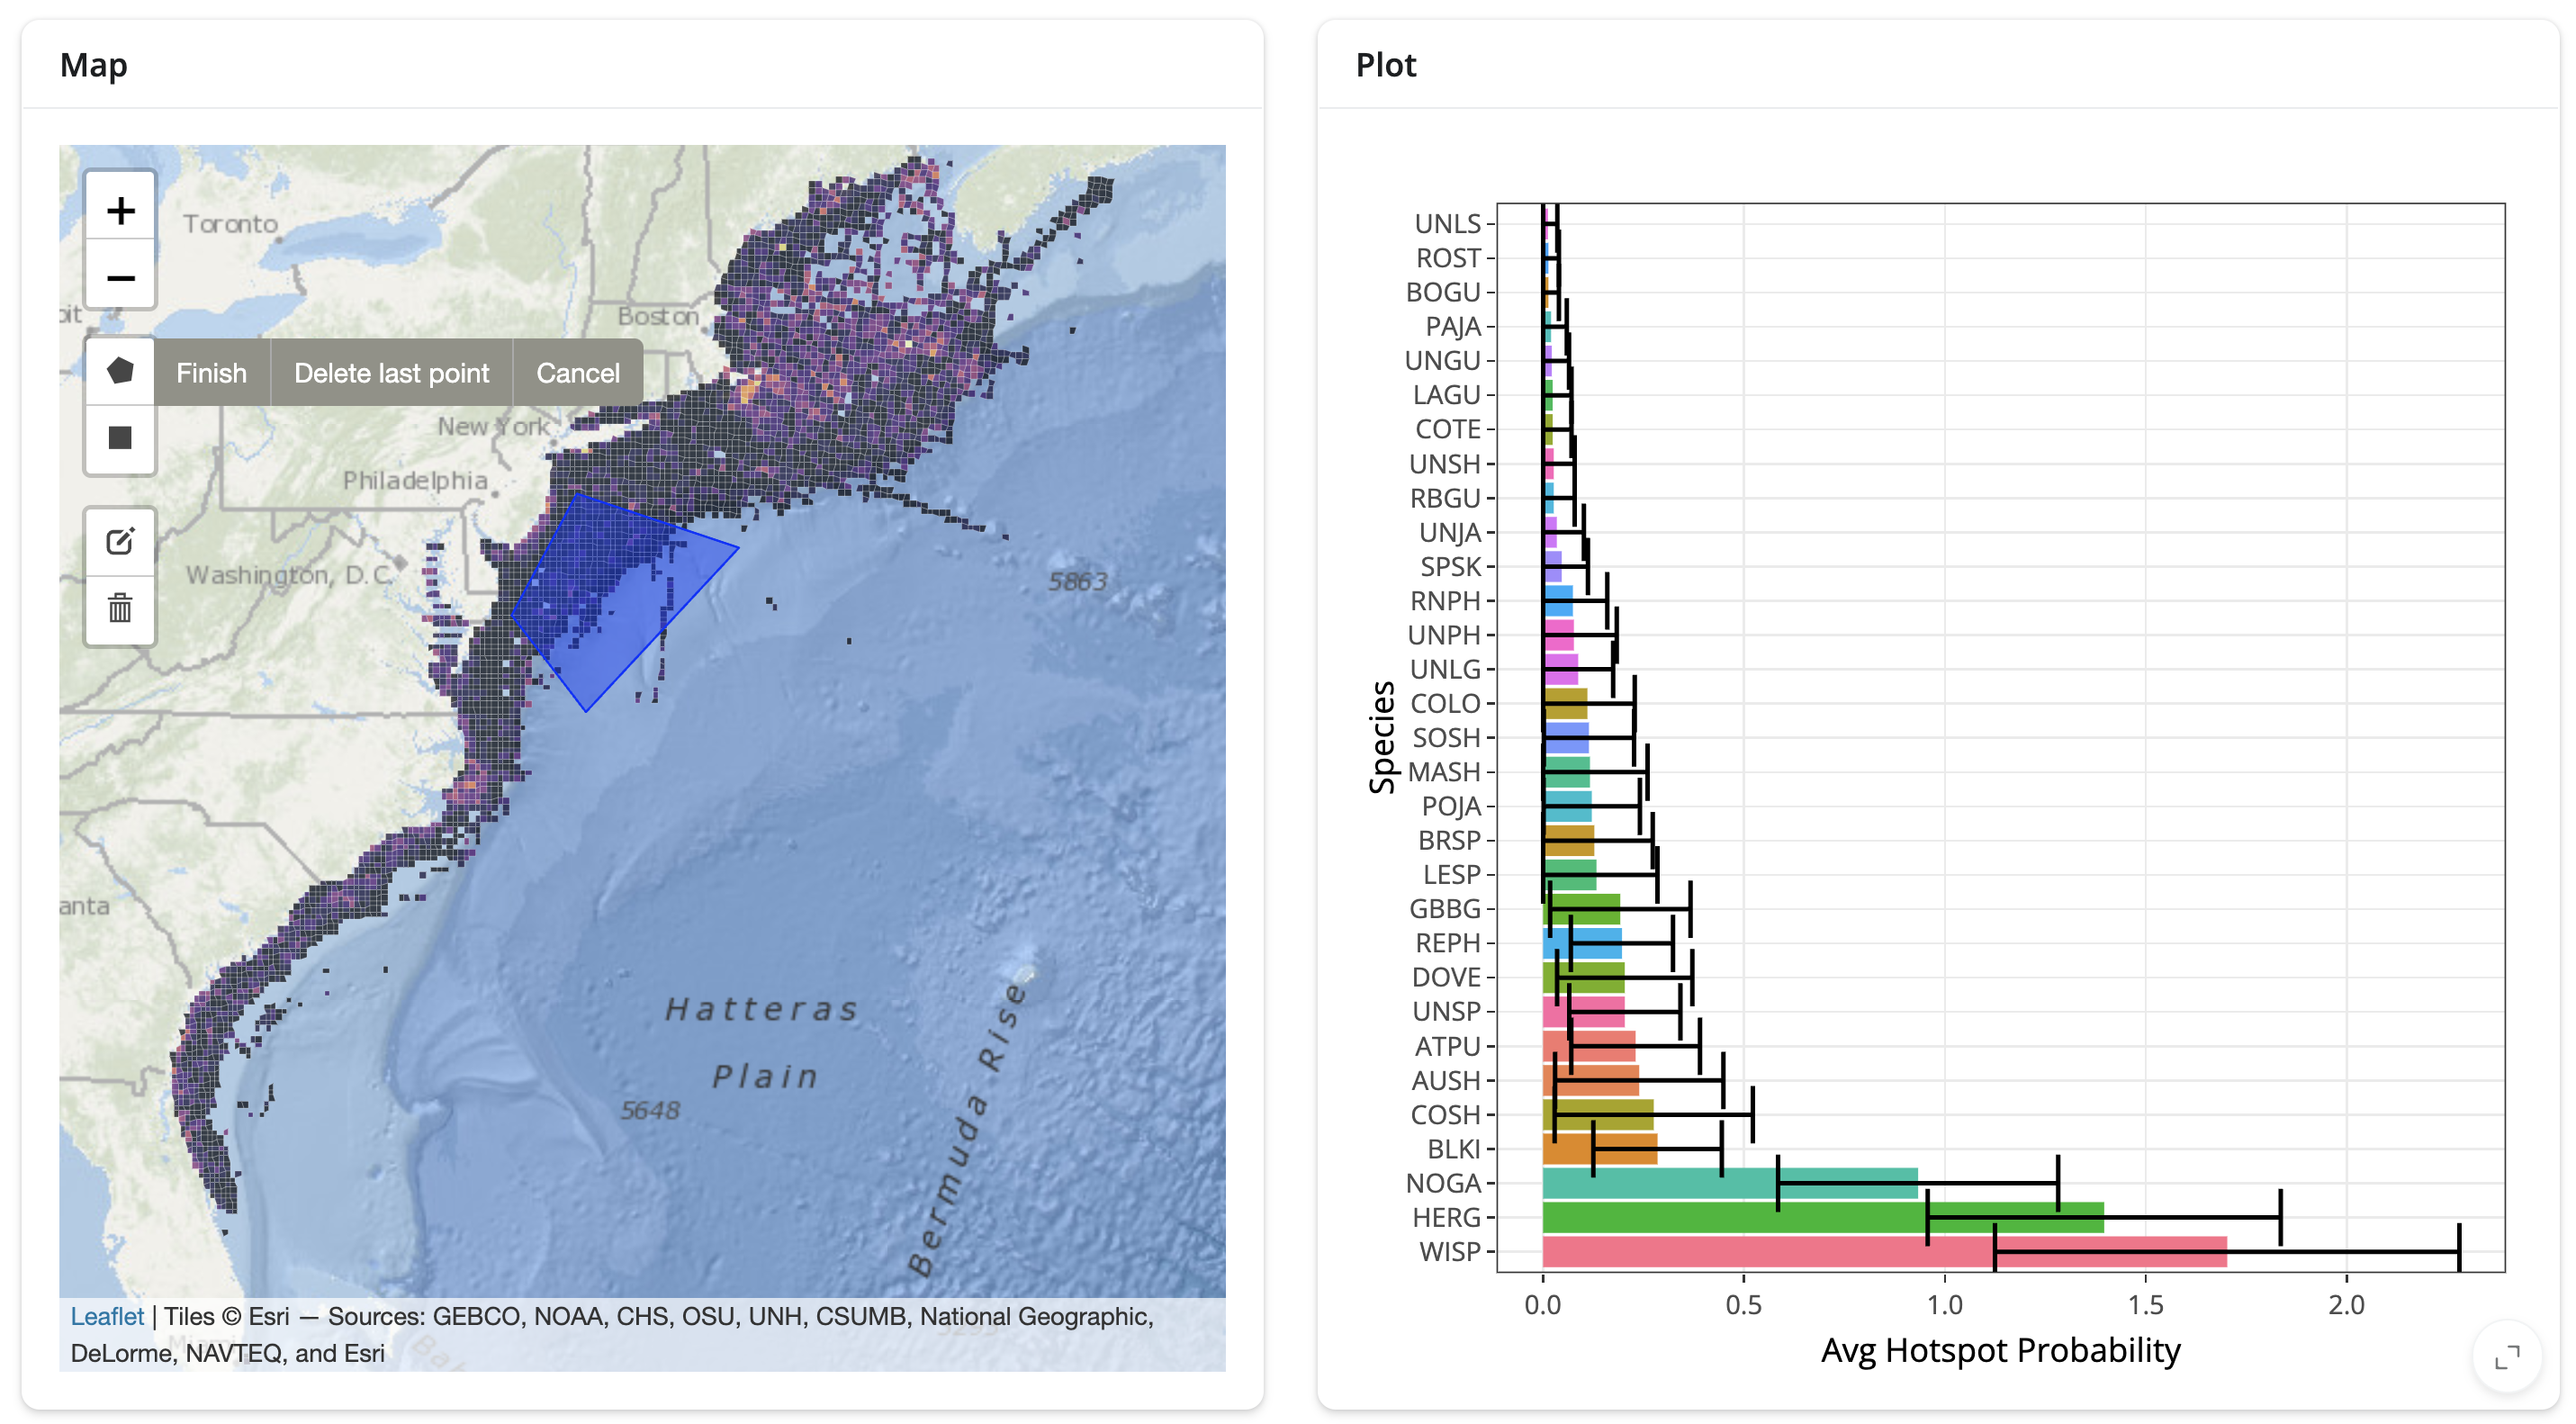 Map
Toronto
oit
Boston
Finish
Delete last point
Cancel
New York
Philadelphia
Washington, D.C.
5863
anta
Hatteras
Plain
5648
Bermuda Rise
Leaflet | Tiles © Esri — Sources: GEBCO, NOAA, CHS, OSU, UNH, CSUMB, National Geographic,
DeLorme, NAVTEQ, and Esri
Miami
Plot
Species
UNLS
ROST
BOGU
PAJA
UNGU
LAGU
COTE
UNSH
RBGU
UNJA
SPSK
RNPH
UNPH
UNLG
COLO
SOSH
MASH
POJA
BRSP
LESP
GBBG
REPH
DOVE
UNSP
ATPU
AUSH
COSH
BLKI
NOGA
HERG
WISP
0.0 0.5 1.0 1.5 2.0
Avg Hotspot Probability